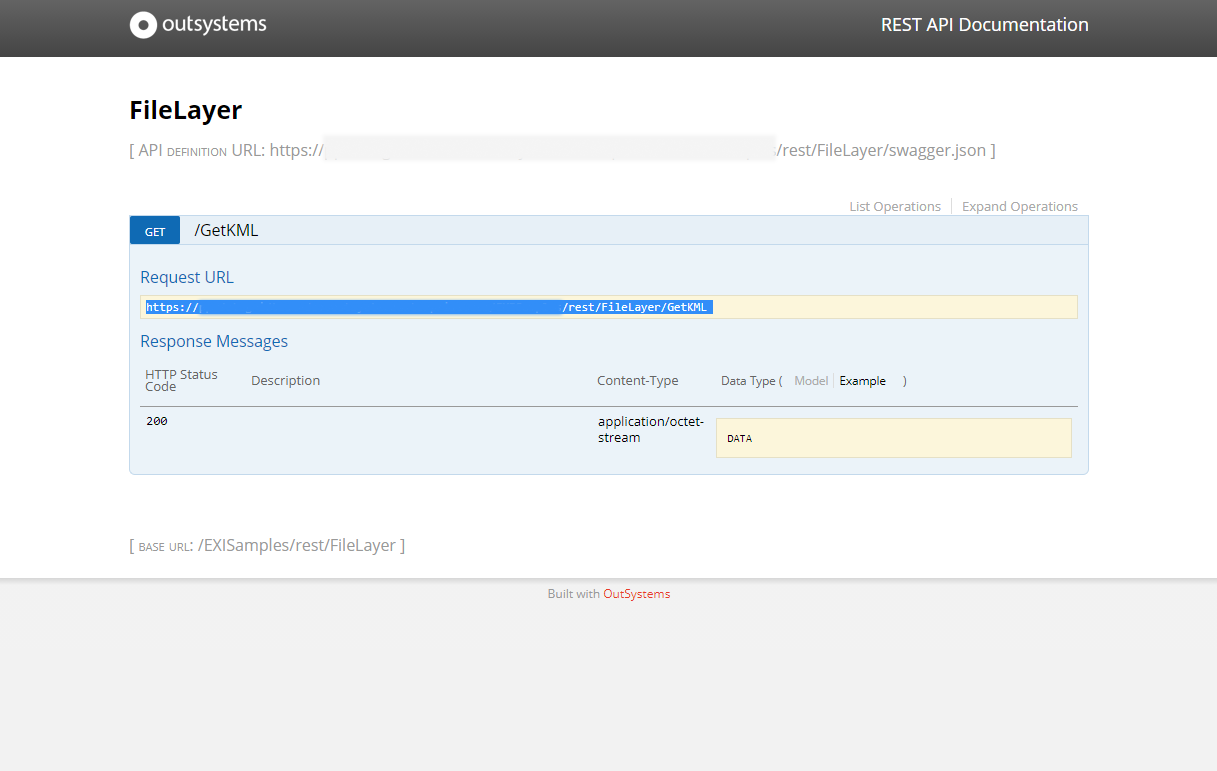 outsystems
REST API Documentation
FileLayer
[ API DEFINITION URL: https:// /rest/FileLayer/swagger.json ]
List Operations Expand Operations
GET /GetKML
Request URL
https:// /rest/FileLayer/GetKML
Response Messages
HTTP Status Code Description Content-Type Data Type ( Model Example )
200 application/octet-stream DATA
[ BASE URL: /EXISamples/rest/FileLayer ]
Built with OutSystems